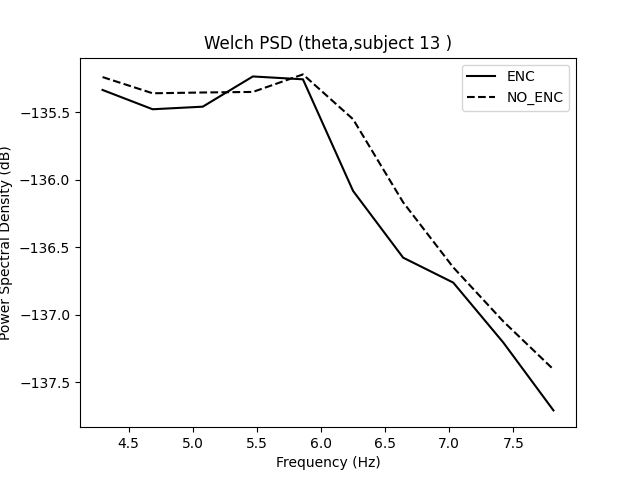 Welch PSD (theta,subject 13 )
ENC
NO_ENC
Power Spectral Density (dB)
−135.5
−136.0
−136.5
−137.0
−137.5
4.5 5.0 5.5 6.0 6.5 7.0 7.5
Frequency (Hz)